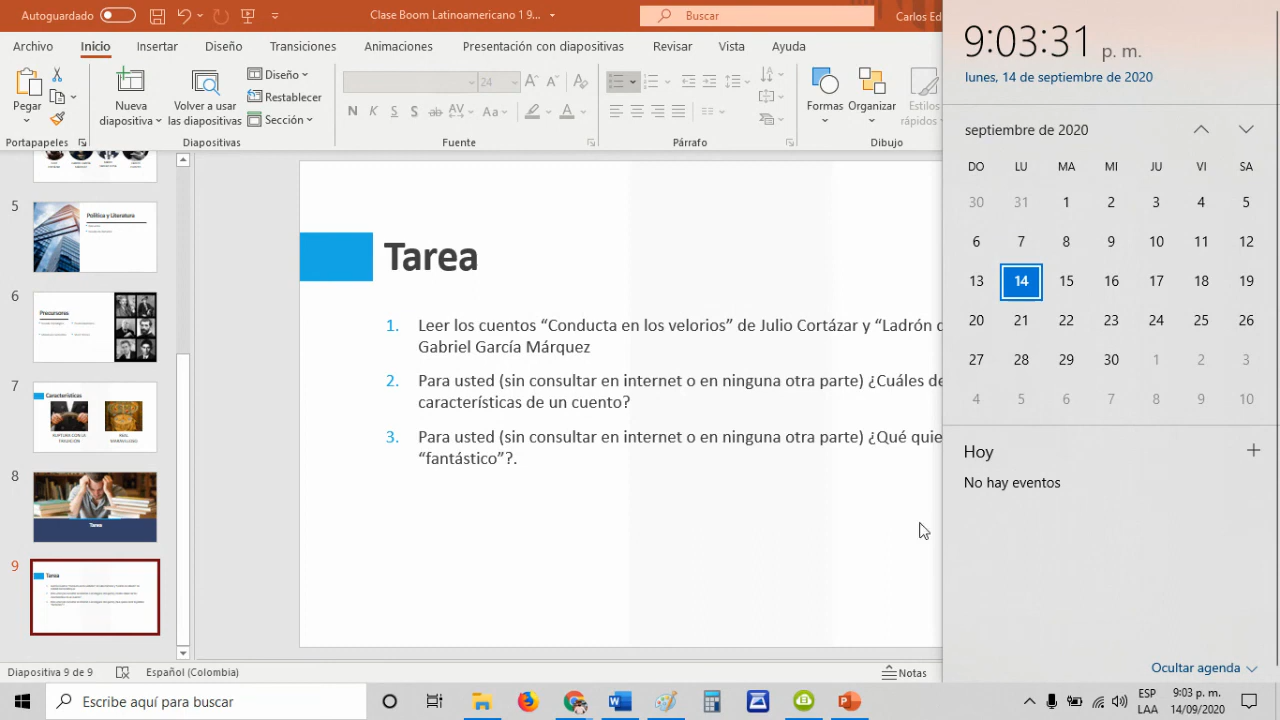 Autoguardado
Clase Boom Latinoamericano 1 9...
Buscar
Carlos Ed
Archivo
Inicio
Insertar
Diseño
Transiciones
Animaciones
Presentación con diapositivas
Revisar
Vista
Ayuda
Pegar
Nueva
diapositiva
Volver a usar
las diapositivas
Diseño
Restablecer
Sección
24
N K S S ab AV Aa A
Formas
Organizar
Estilos
rápidos
Portapapeles
Diapositivas
Fuente
Párrafo
Dibujo
5
Política y Literatura
6
Precursores
7
Características
RUPTURA CON LA
REAL
8
Tarea
9
Tarea
Tarea
1. Leer los cuentos “Conducta en los velorios” de Julio Cortázar y “Ladrón
Gabriel García Márquez
2. Para usted (sin consultar en internet o en ninguna otra parte) ¿Cuáles de
características de un cuento?
3. Para usted (sin consultar en internet o en ninguna otra parte) ¿Qué quie
“fantástico”?.
9:03:31 p. m.
lunes, 14 de septiembre de 2020
septiembre de 2020
DO LU MA MI JU VI SA
30 31 1 2 3 4 5
6 7 8 9 10 11 12
13 14 15 16 17 18 19
20 21 22 23 24 25 26
27 28 29 30 1 2 3
4 5 6 7 8 9 10
Hoy
No hay eventos
Ocultar agenda
Diapositiva 9 de 9
Español (Colombia)
Notas
Escribe aquí para buscar
ESP
LAA
9:03 p. m.
14/09/2020